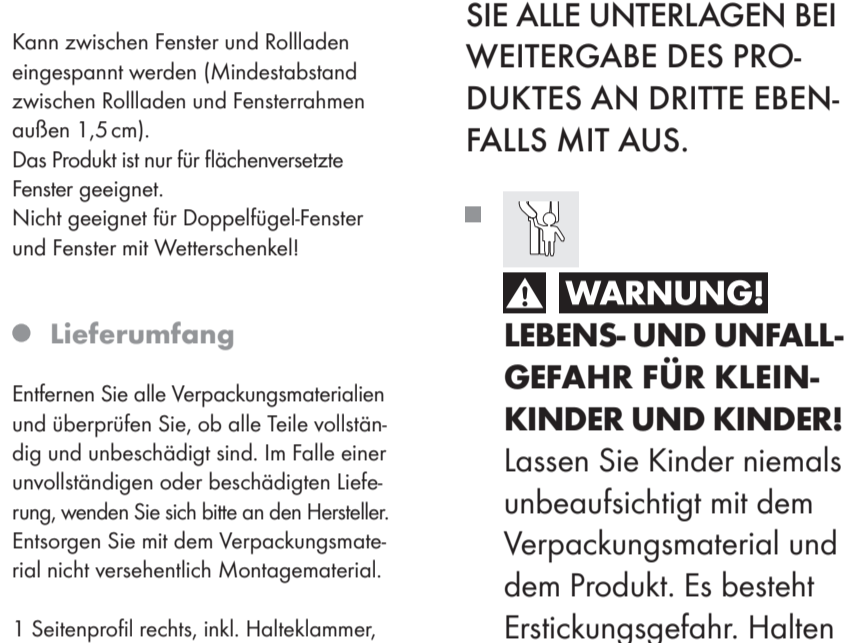 Kann zwischen Fenster und Rollladen
eingespannt werden (Mindestabstand
zwischen Rollladen und Fensterrahmen
außen 1,5 cm).
Das Produkt ist nur für flächenversetzte
Fenster geeignet.
Nicht geeignet für Doppelfügel-Fenster
und Fenster mit Wetterschenkel!
● Lieferumfang
Entfernen Sie alle Verpackungsmaterialien
und überprüfen Sie, ob alle Teile vollstän-
dig und unbeschädigt sind. Im Falle einer
unvollständigen oder beschädigten Liefe-
rung, wenden Sie sich bitte an den Hersteller.
Entsorgen Sie mit dem Verpackungsmate-
rial nicht versehentlich Montagematerial.
1 Seitenprofil rechts, inkl. Halteklammer,
SIE ALLE UNTERLAGEN BEI
WEITERGABE DES PRO-
DUKTES AN DRITTE EBEN-
FALLS MIT AUS.
WARNUNG!
LEBENS- UND UNFALL-
GEFAHR FÜR KLEIN-
KINDER UND KINDER!
Lassen Sie Kinder niemals
unbeaufsichtigt mit dem
Verpackungsmaterial und
dem Produkt. Es besteht
Erstickungsgefahr. Halten